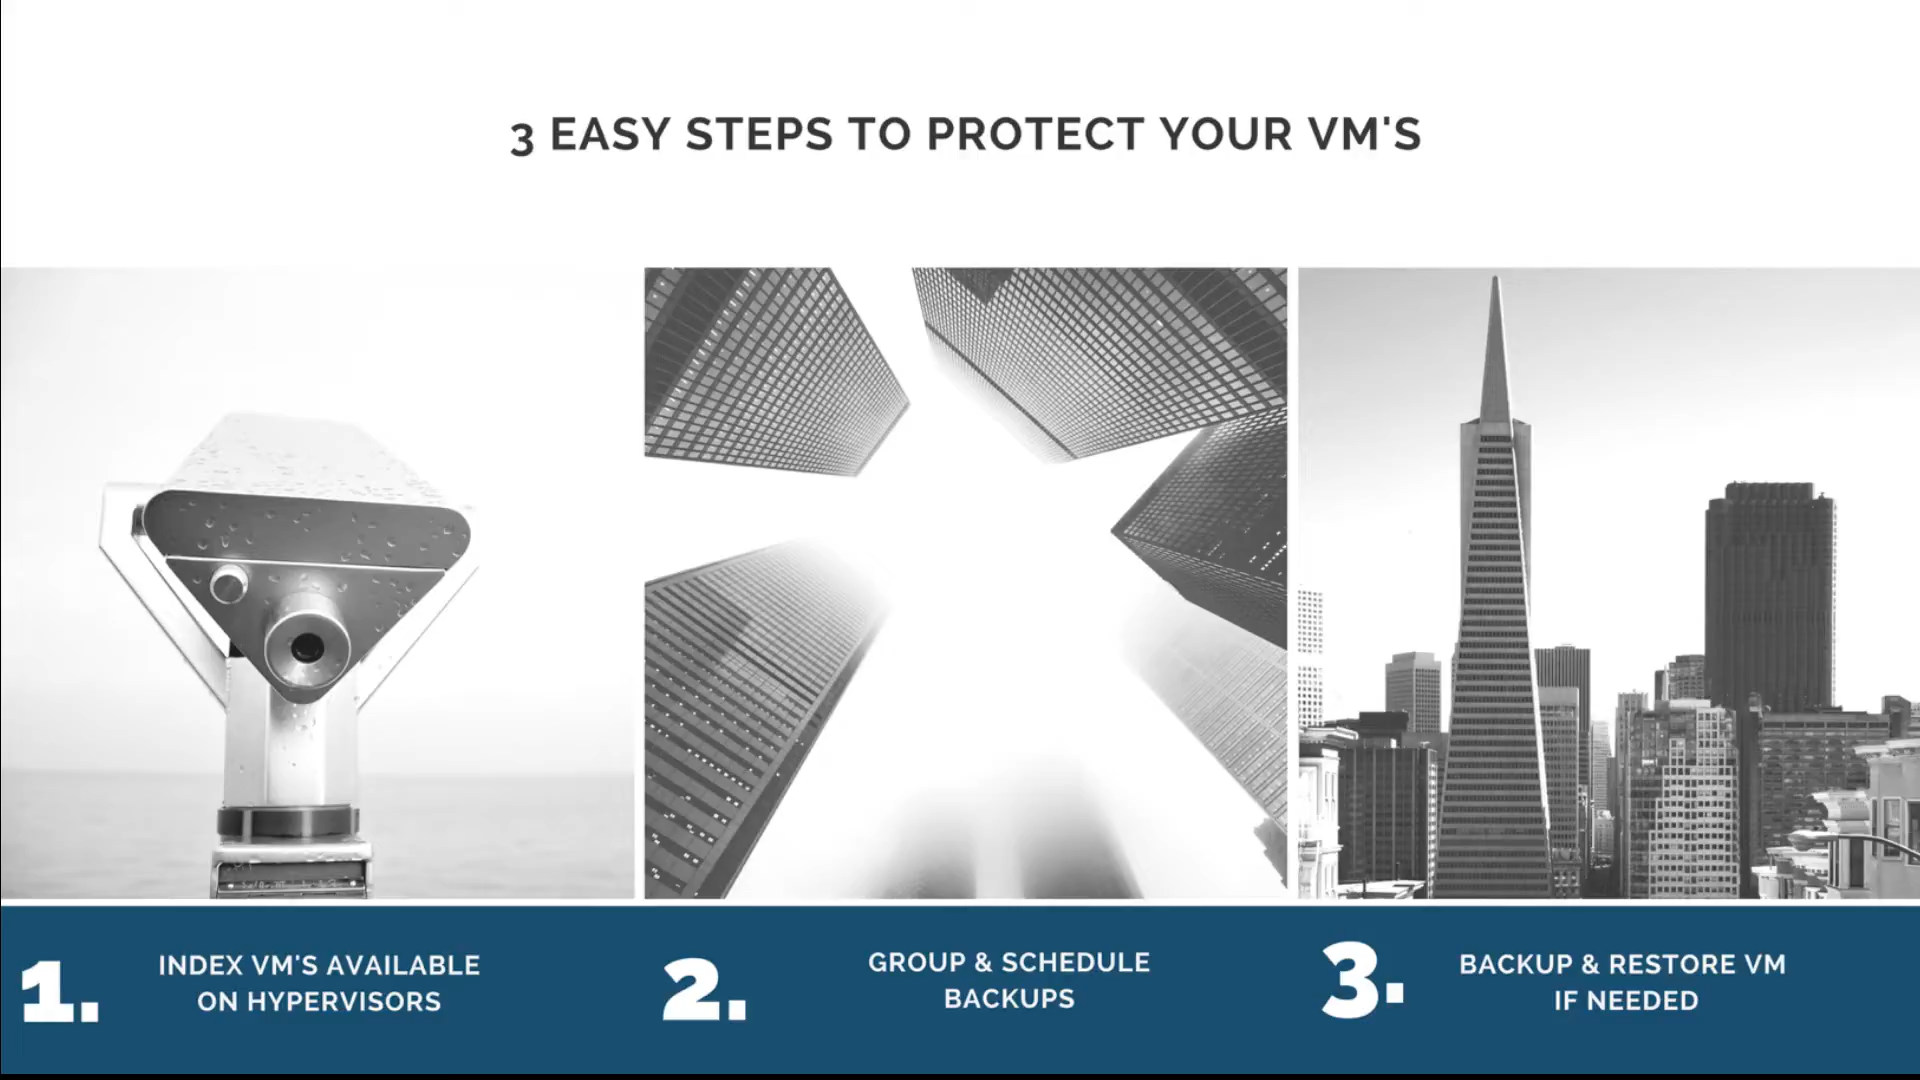 3 EASY STEPS TO PROTECT YOUR VM'S
1.
INDEX VM'S AVAILABLE
ON HYPERVISORS
2.
GROUP & SCHEDULE
BACKUPS
3.
BACKUP & RESTORE VM
IF NEEDED